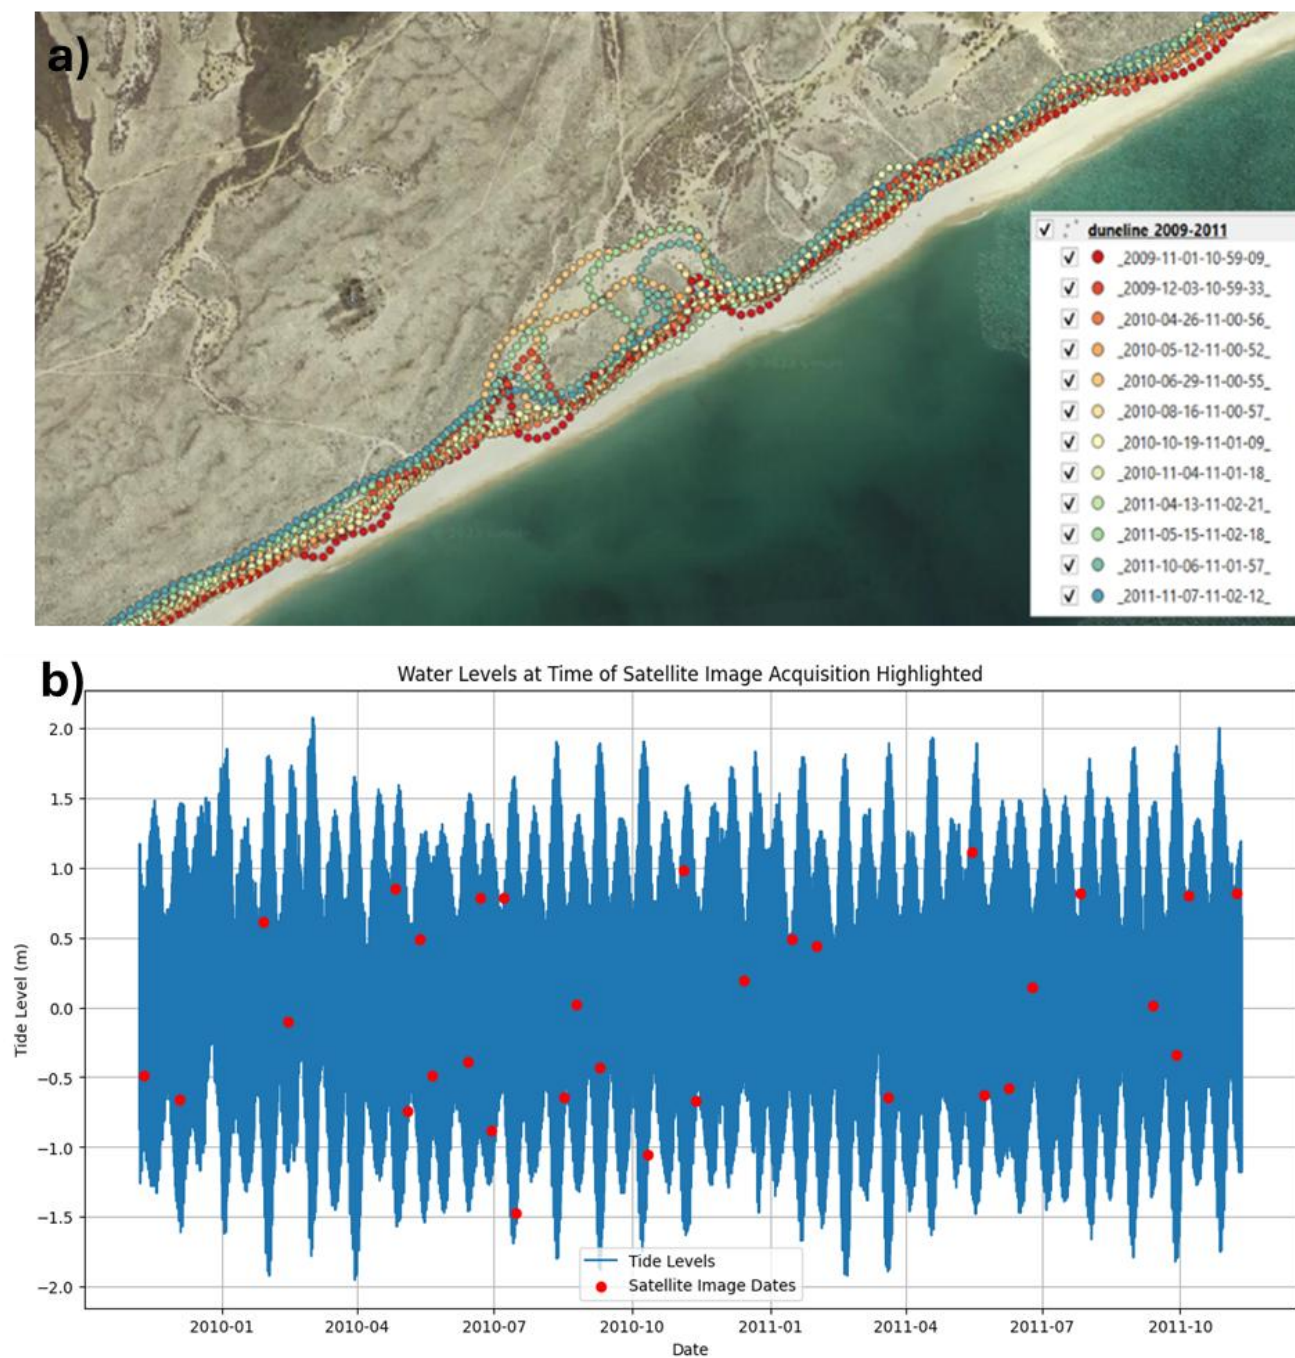 a)
duneline 2009-2011
_2009-11-01-10-59-09_
_2009-12-03-10-59-33_
_2010-04-26-11-00-56_
_2010-05-12-11-00-52_
_2010-06-29-11-00-55_
_2010-08-16-11-00-57_
_2010-10-19-11-01-09_
_2010-11-04-11-01-18_
_2011-04-13-11-02-21_
_2011-05-15-11-02-18_
_2011-10-06-11-01-57_
_2011-11-07-11-02-12_
b)
Water Levels at Time of Satellite Image Acquisition Highlighted
Tide Level (m)
2.0
1.5
1.0
0.5
0.0
−0.5
−1.0
−1.5
−2.0
Tide Levels
Satellite Image Dates
2010-01 2010-04 2010-07 2010-10 2011-01 2011-04 2011-07 2011-10
Date